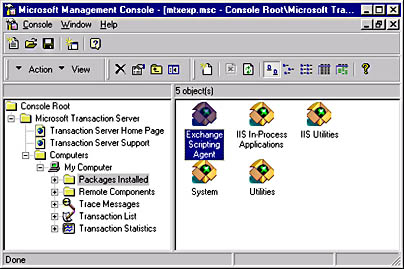 Microsoft Management Console - [mtxexp.msc - Console Root\Microsoft Tra...
Console Window Help
Action View
5 object(s)
Console Root
Microsoft Transaction Server
Transaction Server Home Page
Transaction Server Support
Computers
My Computer
Packages Installed
Remote Components
Trace Messages
Transaction List
Transaction Statistics
Exchange
Scripting
Agent
IIS In-Process
Applications
IIS Utilities
System
Utilities
Done